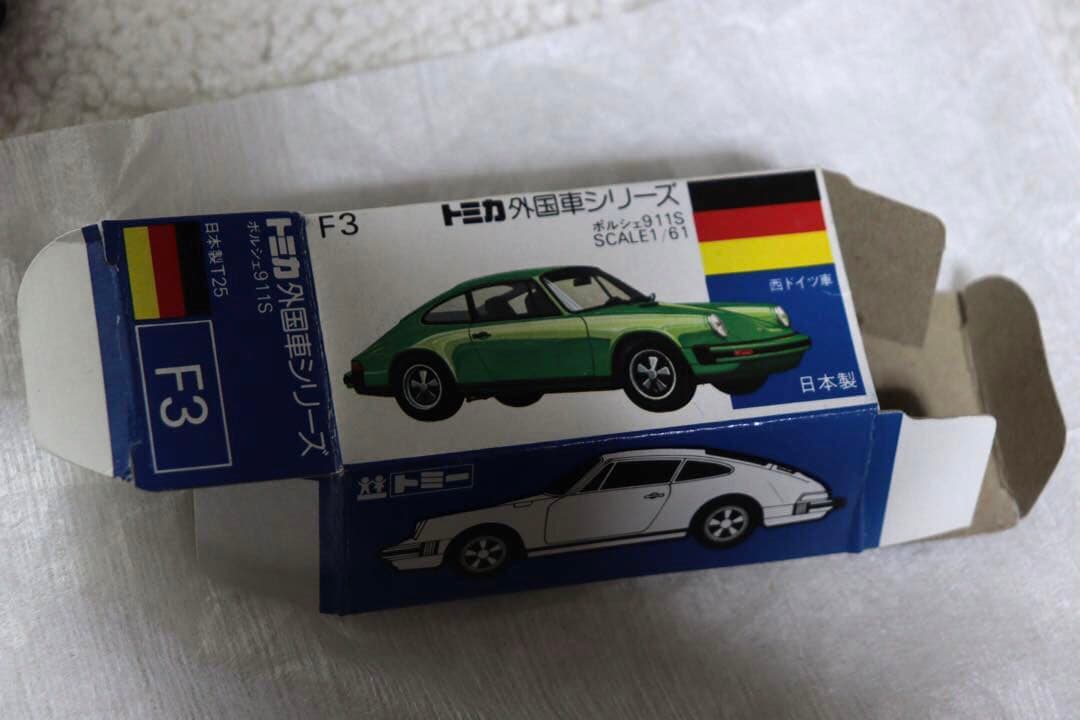 F3
トミカ外国車シリーズ
ポルシェ911S
SCALE1/61
西ドイツ車
日本製
トミカ外国車シリーズ
ポルシェ911S
日本製T25
F3
トミー